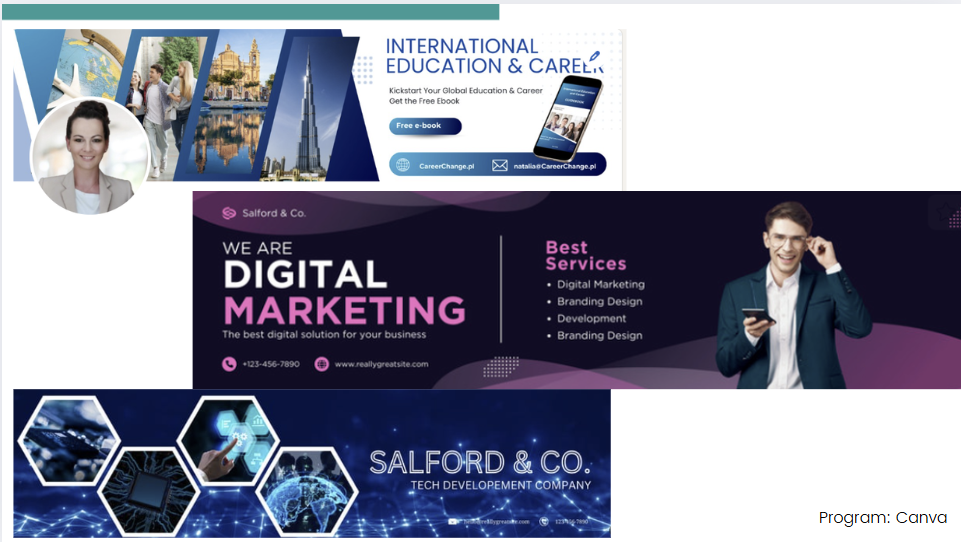 INTERNATIONAL
EDUCATION & CAREER
Kickstart Your Global Education & Career
Get the Free Ebook
Free e-book
CareerChange.pl
natalia@CareerChange.pl
Salford & Co.
WE ARE
DIGITAL
MARKETING
The best digital solution for your business
+123-456-7890
www.reallygreatsite.com
Best
Services
• Digital Marketing
• Branding Design
• Development
• Branding Design
SALFORD & CO.
TECH DEVELOPEMENT COMPANY
123-456-7890
Program: Canva